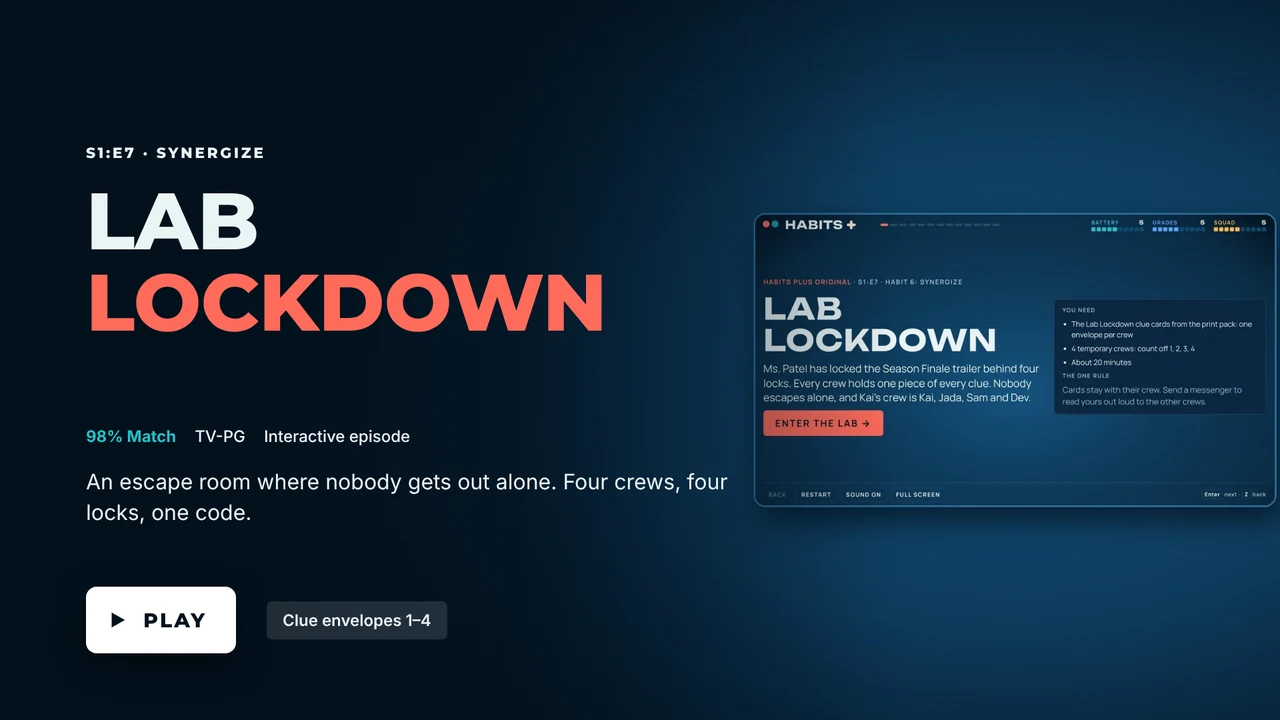 S1:E7 · SYNERGIZE
LAB
LOCKDOWN
98% Match TV-PG Interactive episode
An escape room where nobody gets out alone. Four crews, four
locks, one code.
▶ PLAY
Clue envelopes 1–4
HABITS +
BATTERY 5 GRADES 5 SQUAD 5
HABITS PLUS ORIGINAL · S1:E7 · HABIT 6: SYNERGIZE
LAB
LOCKDOWN
Ms. Patel has locked the Season Finale trailer behind four
locks. Every crew holds one piece of every clue. Nobody
escapes alone, and Kai's crew is Kai, Jada, Sam and Dev.
ENTER THE LAB →
YOU NEED
• The Lab Lockdown clue cards from the print pack: one
envelope per crew
• 4 temporary crews: count off 1, 2, 3, 4
• About 20 minutes
THE ONE RULE
Cards stay with their crew. Send a messenger to
read yours out loud to the other crews.
BACK RESTART SOUND ON FULL SCREEN
Enter next · Z back